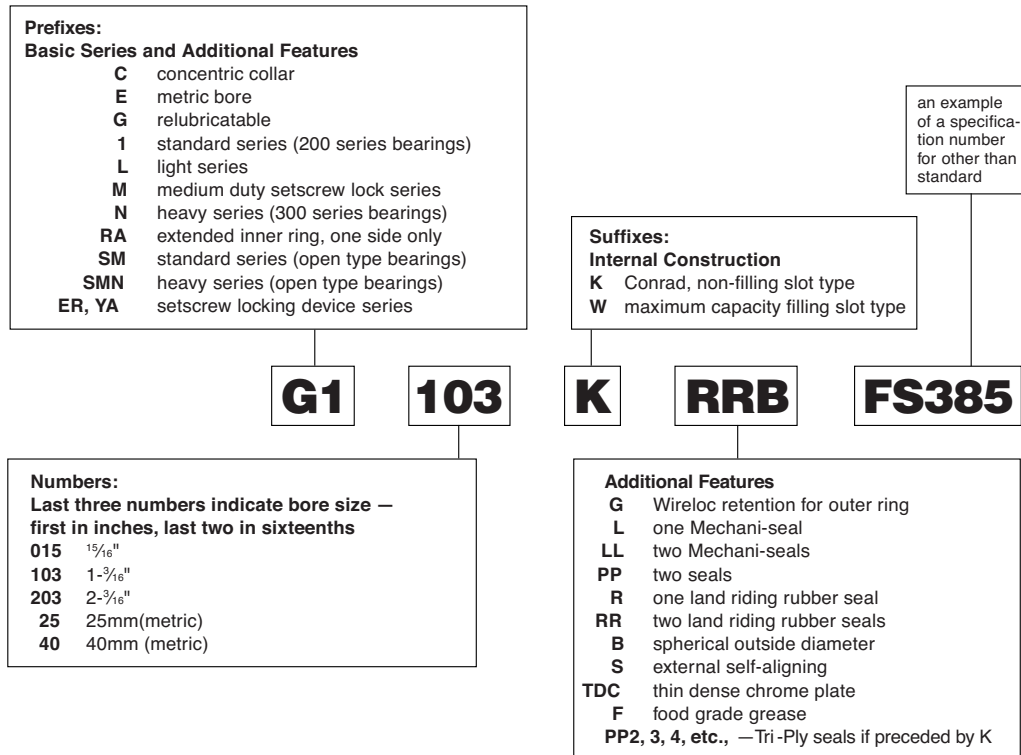 Prefixes:
Basic Series and Additional Features
C concentric collar
E metric bore
G relubricatable
1 standard series (200 series bearings)
L light series
M medium duty setscrew lock series
N heavy series (300 series bearings)
RA extended inner ring, one side only
SM standard series (open type bearings)
SMN heavy series (open type bearings)
ER, YA setscrew locking device series
an example
of a specifica-
tion number
for other than
standard
Suffixes:
Internal Construction
K Conrad, non-filling slot type
W maximum capacity filling slot type
G1 103 K RRB FS385
Numbers:
Last three numbers indicate bore size —
first in inches, last two in sixteenths
015 15⁄16"
103 1-3⁄16"
203 2-3⁄16"
25 25mm(metric)
40 40mm (metric)
Additional Features
G Wireloc retention for outer ring
L one Mechani-seal
LL two Mechani-seals
PP two seals
R one land riding rubber seal
RR two land riding rubber seals
B spherical outside diameter
S external self-aligning
TDC thin dense chrome plate
F food grade grease
PP2, 3, 4, etc., —Tri-Ply seals if preceded by K